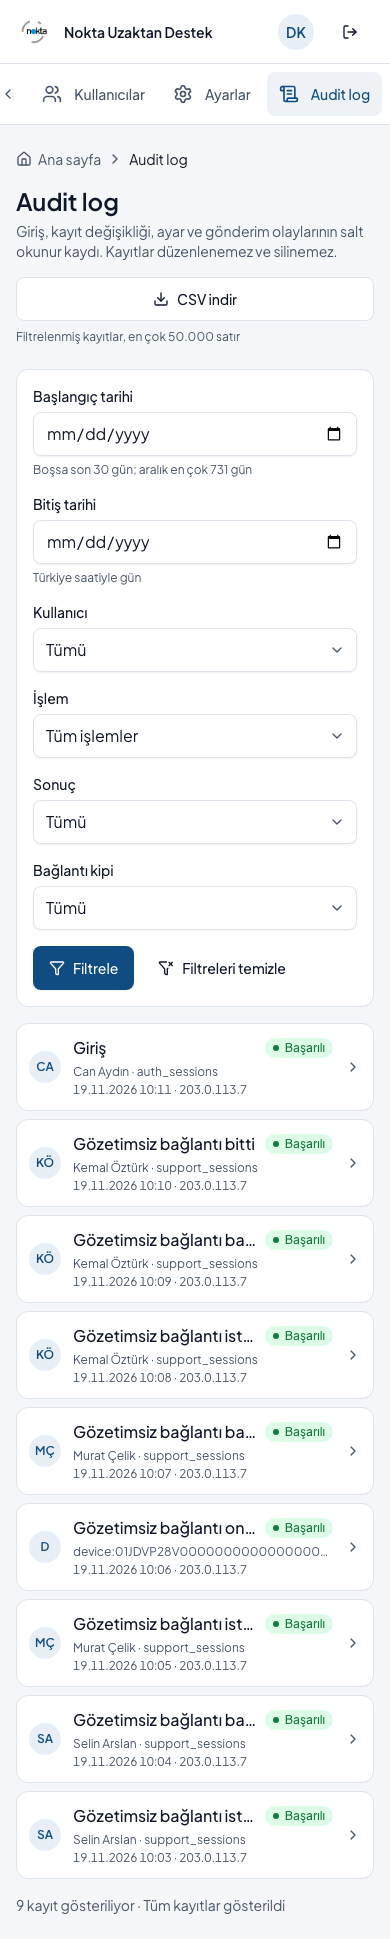 nokta
Nokta Uzaktan Destek
DK
Kullanıcılar
Ayarlar
Audit log
Ana sayfa
Audit log
Audit log
Giriş, kayıt değişikliği, ayar ve gönderim olaylarının salt
okunur kaydı. Kayıtlar düzenlenemez ve silinemez.
CSV indir
Filtrelenmiş kayıtlar, en çok 50.000 satır
Başlangıç tarihi
mm/dd/yyyy
Boşsa son 30 gün; aralık en çok 731 gün
Bitiş tarihi
mm/dd/yyyy
Türkiye saatiyle gün
Kullanıcı
Tümü
İşlem
Tüm işlemler
Sonuç
Tümü
Bağlantı kipi
Tümü
Filtrele
Filtreleri temizle
CA
Giriş
Başarılı
Can Aydın · auth_sessions
19.11.2026 10:11 · 203.0.113.7
KÖ
Gözetimsiz bağlantı bitti
Başarılı
Kemal Öztürk · support_sessions
19.11.2026 10:10 · 203.0.113.7
KÖ
Gözetimsiz bağlantı ba...
Başarılı
Kemal Öztürk · support_sessions
19.11.2026 10:09 · 203.0.113.7
KÖ
Gözetimsiz bağlantı ist...
Başarılı
Kemal Öztürk · support_sessions
19.11.2026 10:08 · 203.0.113.7
MÇ
Gözetimsiz bağlantı ba...
Başarılı
Murat Çelik · support_sessions
19.11.2026 10:07 · 203.0.113.7
D
Gözetimsiz bağlantı on...
Başarılı
device:01JDVP28V0000000000000000...
19.11.2026 10:06 · 203.0.113.7
MÇ
Gözetimsiz bağlantı ist...
Başarılı
Murat Çelik · support_sessions
19.11.2026 10:05 · 203.0.113.7
SA
Gözetimsiz bağlantı ba...
Başarılı
Selin Arslan · support_sessions
19.11.2026 10:04 · 203.0.113.7
SA
Gözetimsiz bağlantı ist...
Başarılı
Selin Arslan · support_sessions
19.11.2026 10:03 · 203.0.113.7
9 kayıt gösteriliyor · Tüm kayıtlar gösterildi